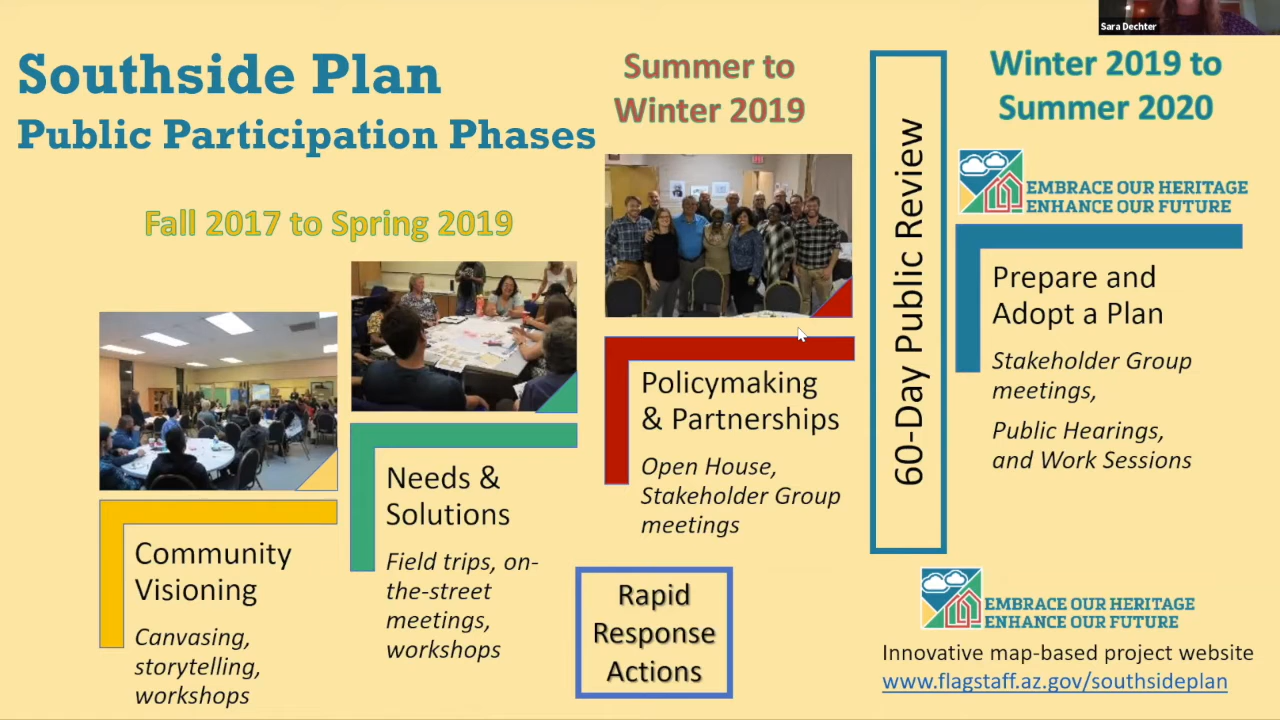 Sara Dechter
Southside Plan
Public Participation Phases
Fall 2017 to Spring 2019
Community
Visioning
Canvasing,
storytelling,
workshops
Needs &
Solutions
Field trips, on-
the-street
meetings,
workshops
Summer to
Winter 2019
Policymaking
& Partnerships
Open House,
Stakeholder Group
meetings
Rapid
Response
Actions
60-Day Public Review
Winter 2019 to
Summer 2020
EMBRACE OUR HERITAGE
ENHANCE OUR FUTURE
Prepare and
Adopt a Plan
Stakeholder Group
meetings,
Public Hearings,
and Work Sessions
EMBRACE OUR HERITAGE
ENHANCE OUR FUTURE
Innovative map-based project website
www.flagstaff.az.gov/southsideplan